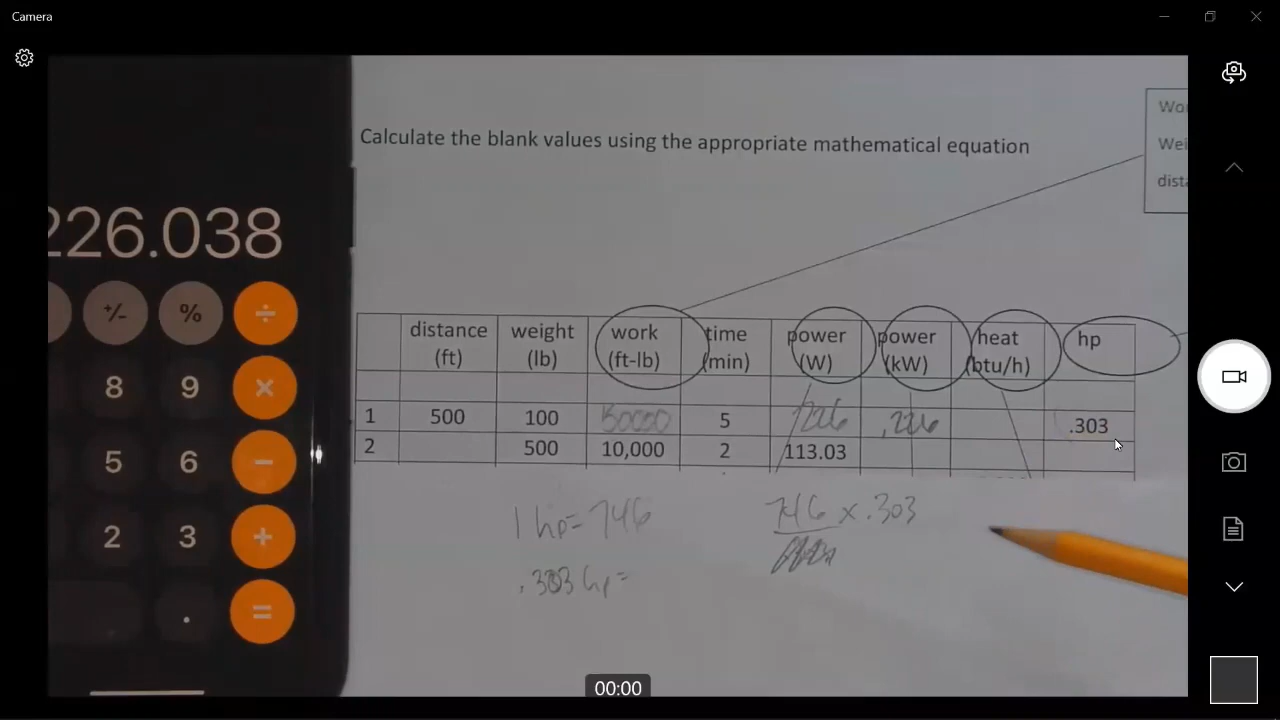 Camera
Calculate the blank values using the appropriate mathematical equation
Wo
Wei
dist
226.038
+/- % ÷
8 9 ×
5 6 −
2 3 +
. =
distance (ft) weight (lb) work (ft-lb) time (min) power (W) power (kW) heat (btu/h) hp
1 500 100 50000 5 226 .226 .303
2 500 10,000 2 113.03
1 hp = 746
746 x .303
.303 hp =
00:00